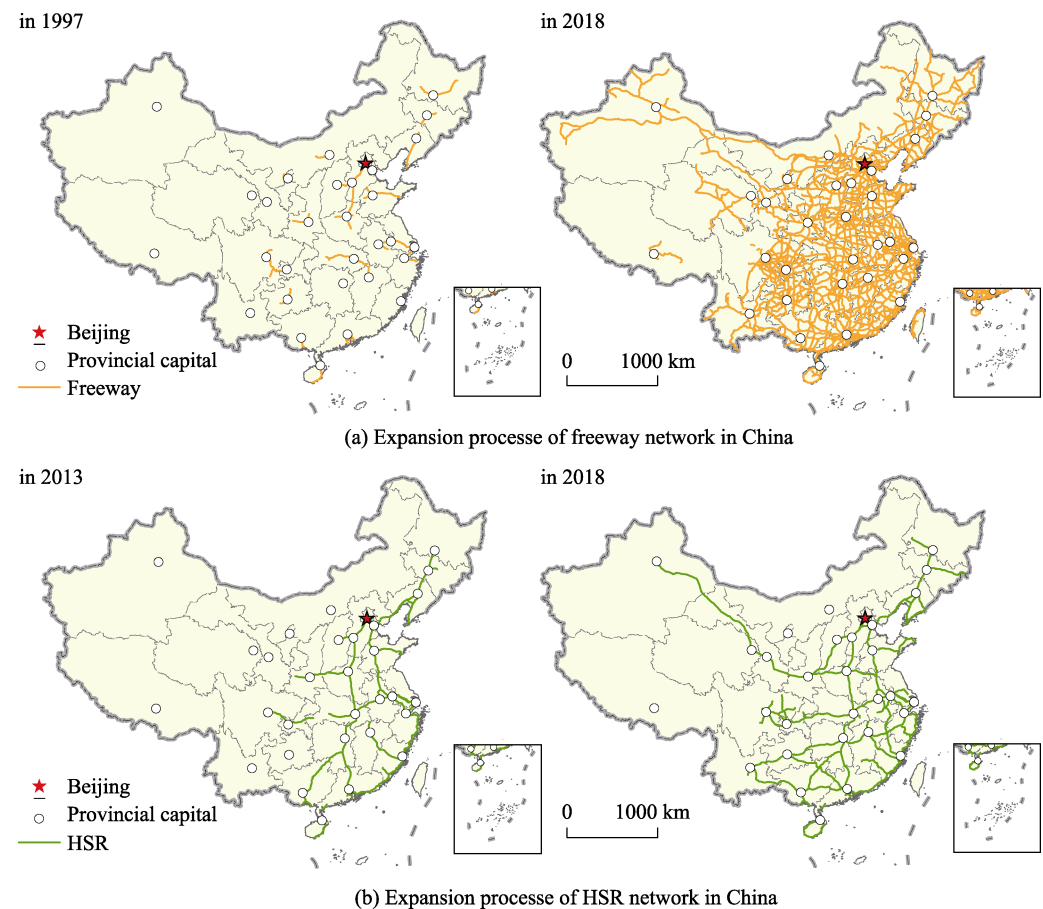 in 1997
in 2018
Beijing
Provincial capital
Freeway
0 1000 km
(a) Expansion processe of freeway network in China
in 2013
in 2018
Beijing
Provincial capital
HSR
0 1000 km
(b) Expansion processe of HSR network in China